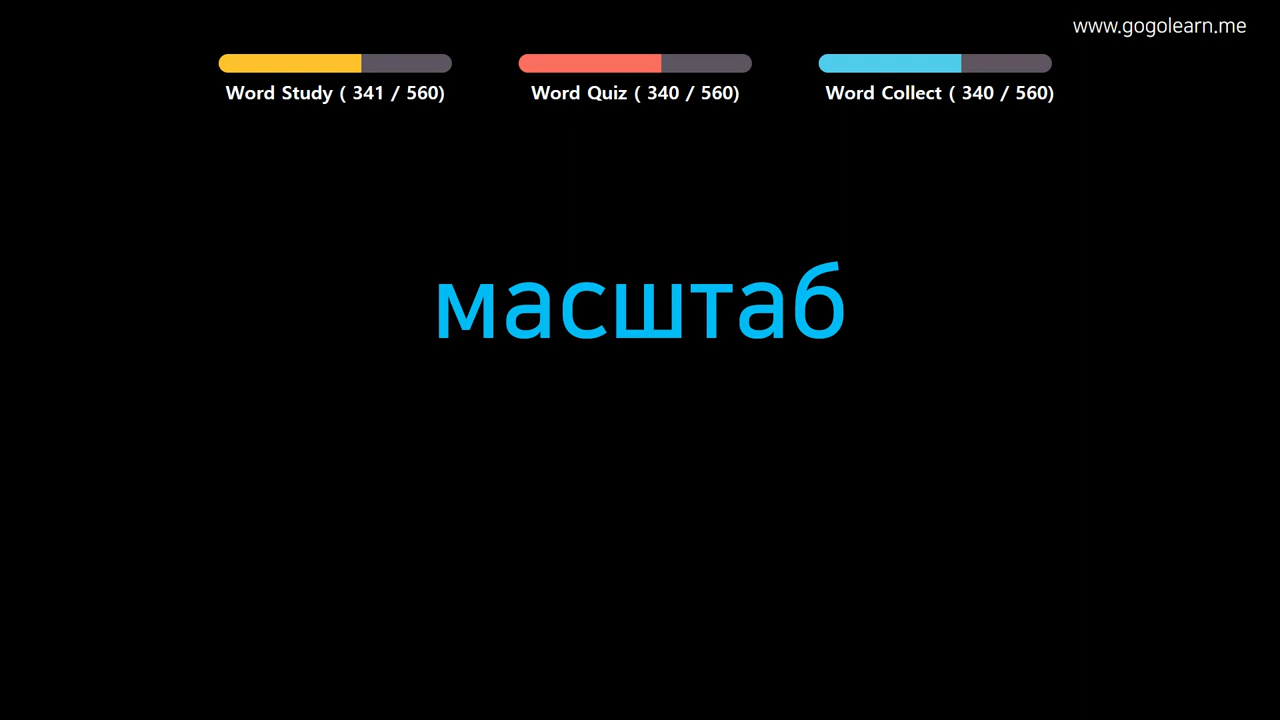 www.gogolearn.me
Word Study ( 341 / 560)
Word Quiz ( 340 / 560)
Word Collect ( 340 / 560)
масштаб